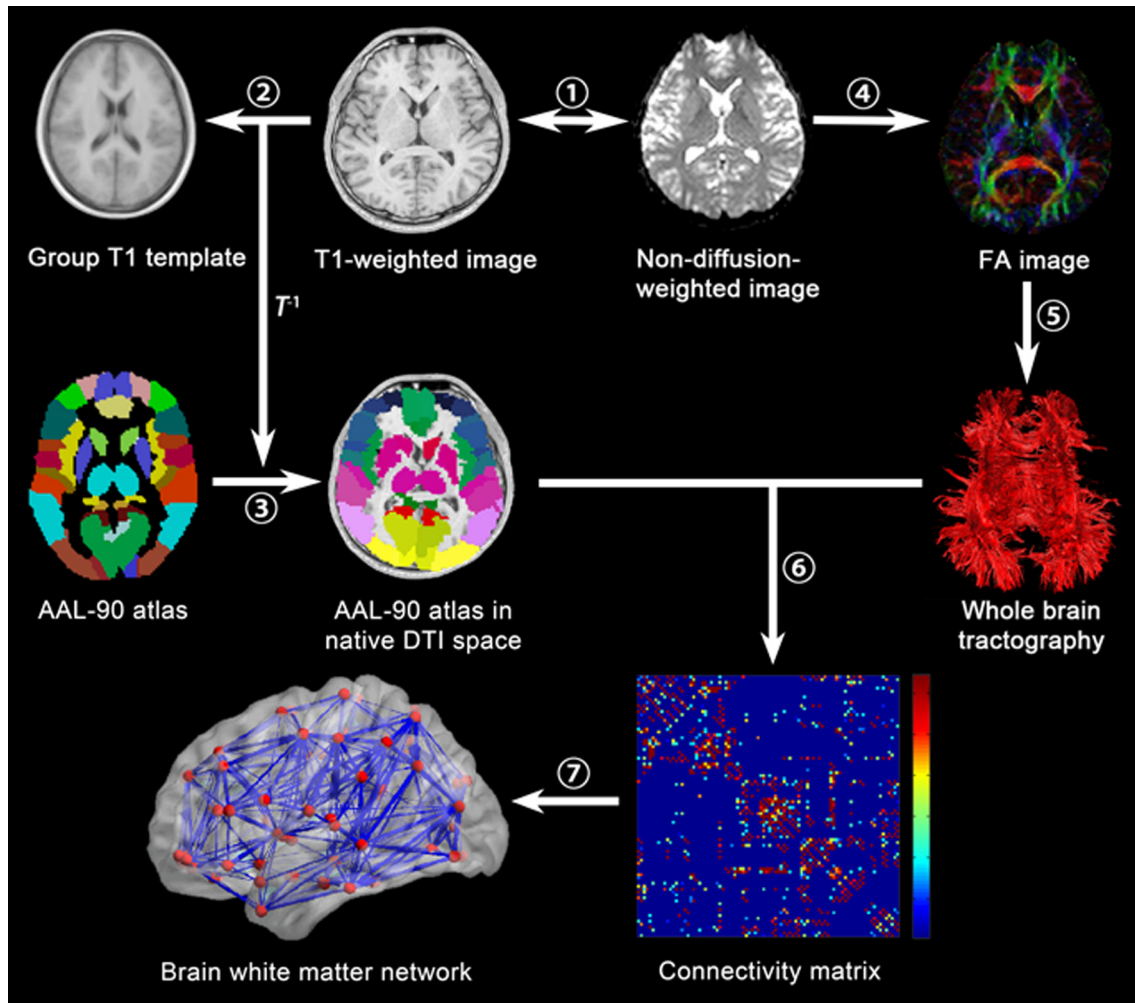 ②
①
④
Group T1 template
T1-weighted image
Non-diffusion-
weighted image
FA image
T-1
⑤
③
⑥
AAL-90 atlas
AAL-90 atlas in
native DTI space
Whole brain
tractography
⑦
Brain white matter network
Connectivity matrix